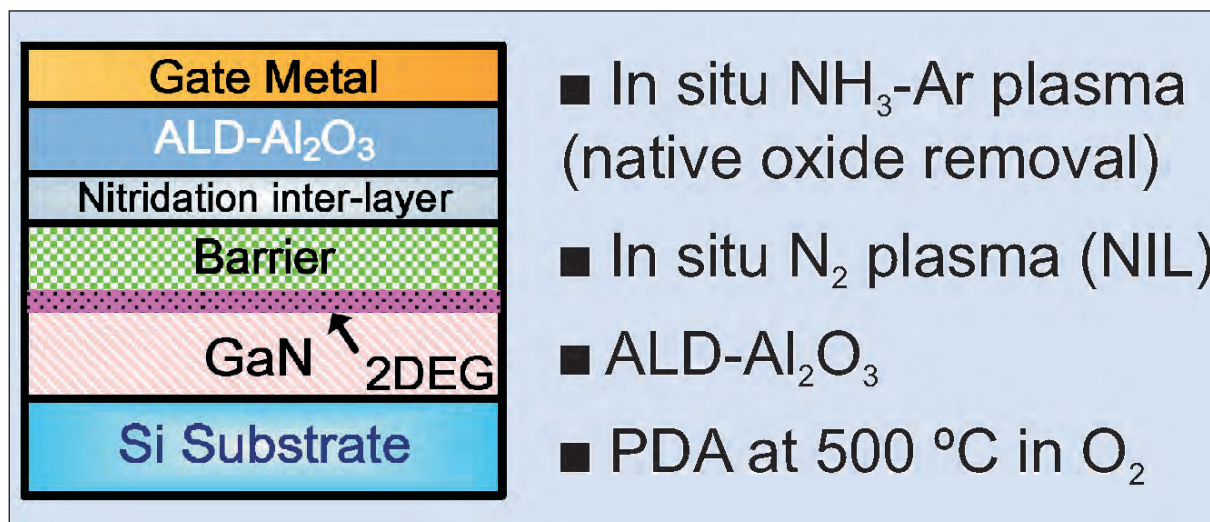 Gate Metal
ALD-Al₂O₃
Nitridation inter-layer
Barrier
GaN
2DEG
Si Substrate
■ In situ NH₃-Ar plasma
(native oxide removal)
■ In situ N₂ plasma (NIL)
■ ALD-Al₂O₃
■ PDA at 500 ºC in O₂